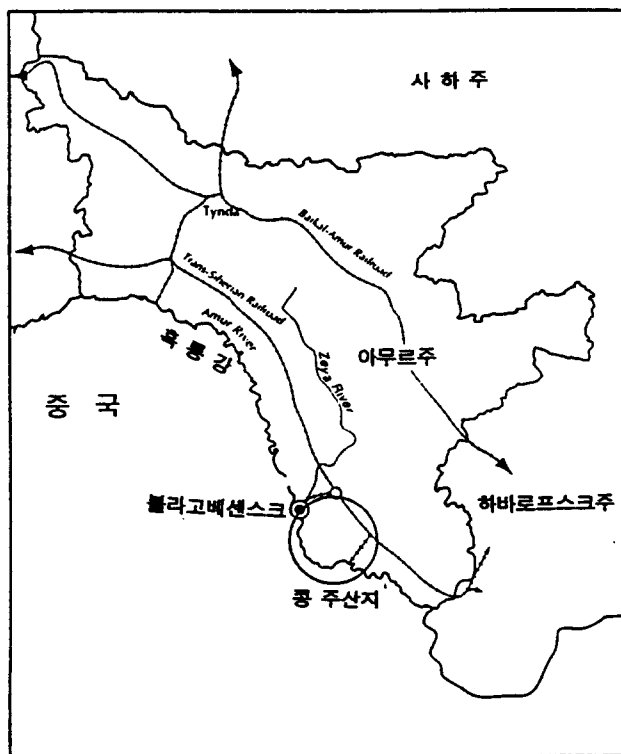 사하주
Tynda
Baikal-Amur Railroad
Trans-Siberian Railroad
Amur River
흑룡강
Zeya River
아무르주
중국
블라고베센스크
하바로프스크주
콩 주산지